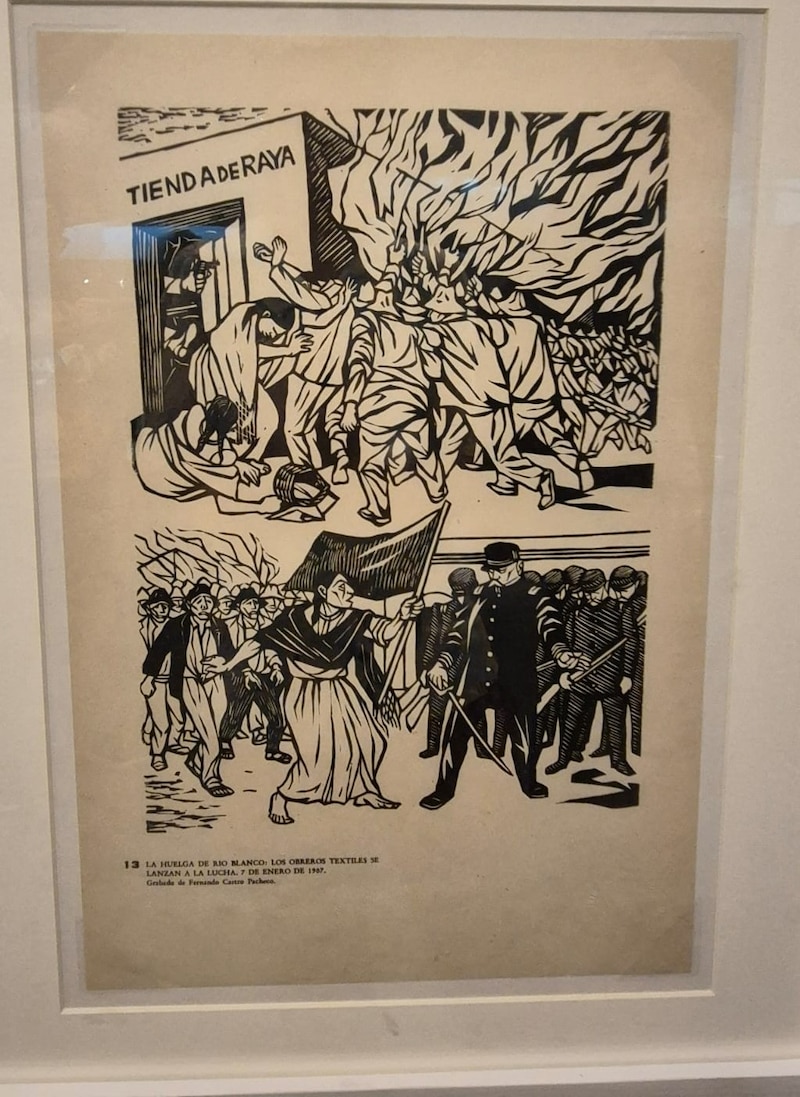 TIENDA DE RAYA
13 LA HUELGA DE RIO BLANCO: LOS OBREROS TEXTILES SE
LANZAN A LA LUCHA. 7 DE ENERO DE 1907.
Grabado de Fernando Castro Pacheco.